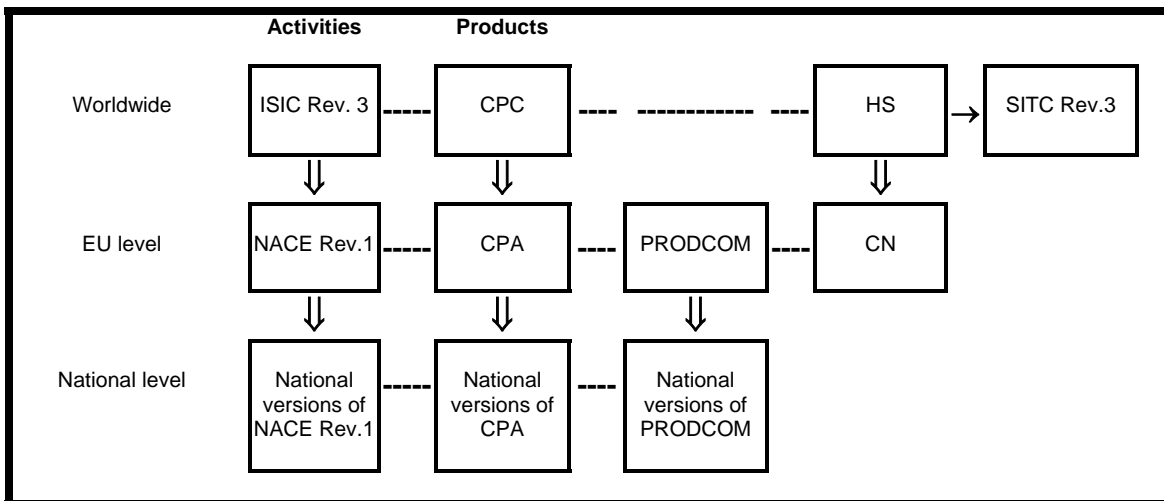 Activities Products
Worldwide ISIC Rev. 3 ----- CPC ---- ------------ ---- HS → SITC Rev.3
⇓ ⇓ ⇓
EU level NACE Rev.1 ----- CPA ---- PRODCOM ---- CN
⇓ ⇓ ⇓
National level National ----- National ---- National
versions of versions of versions of
NACE Rev.1 CPA PRODCOM